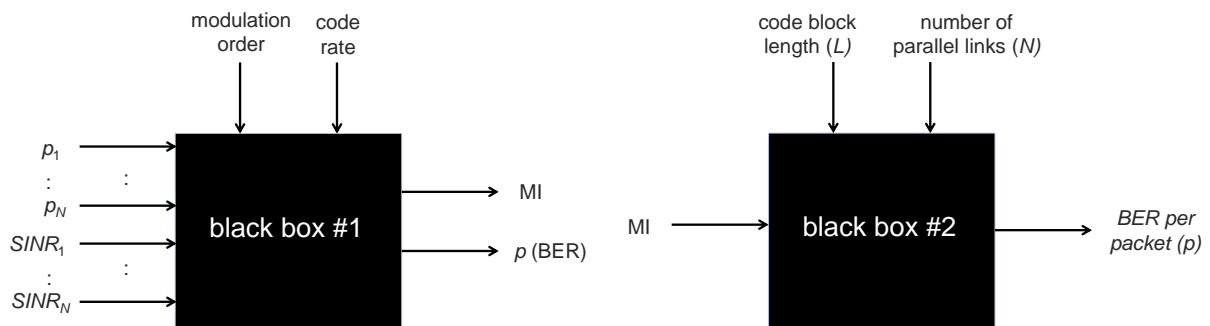 modulation
order
code
rate
p1
:
:
pN
SINR1
:
:
SINRN
black box #1
MI
p (BER)
code block
length (L)
number of
parallel links (N)
MI
black box #2
BER per
packet (p)